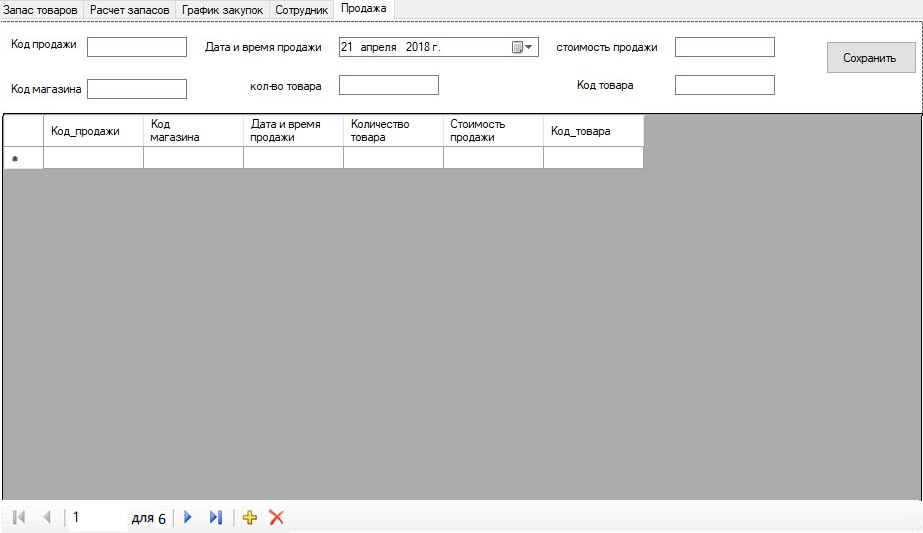 Запас товаров Расчет запасов График закупок Сотрудник Продажа
Код продажи Дата и время продажи 21 апреля 2018 г. стоимость продажи Сохранить
Код магазина кол-во товара Код товара
Код_продажи Код магазина Дата и время продажи Количество товара Стоимость продажи Код_товара
*
1 для 6